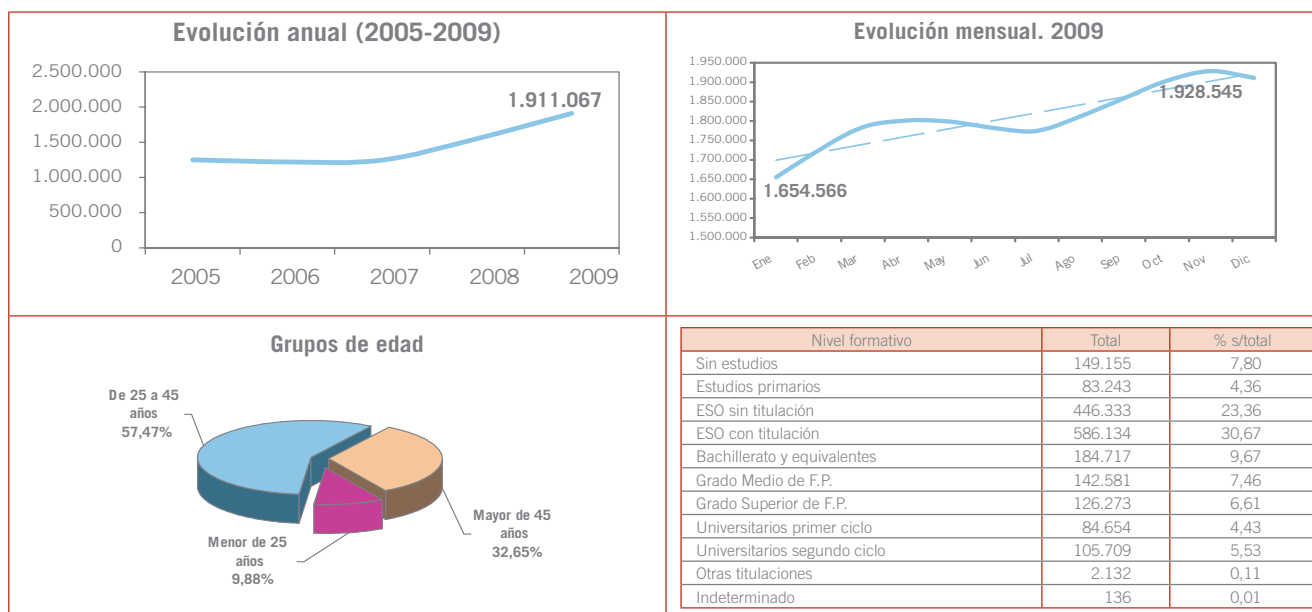 Evolución anual (2005-2009)
2.500.000
2.000.000
1.500.000
1.000.000
500.000
0
1.911.067
2005 2006 2007 2008 2009
Evolución mensual. 2009
1.950.000
1.900.000
1.850.000
1.800.000
1.750.000
1.700.000
1.650.000
1.600.000
1.550.000
1.500.000
1.928.545
1.654.566
Ene Feb Mar Abr May Jun Jul Ago Sep Oct Nov Dic
Grupos de edad
De 25 a 45
años
57,47%
Mayor de 45
años
32,65%
Menor de 25
años
9,88%
Nivel formativo Total % s/total
Sin estudios 149.155 7,80
Estudios primarios 83.243 4,36
ESO sin titulación 446.333 23,36
ESO con titulación 586.134 30,67
Bachillerato y equivalentes 184.717 9,67
Grado Medio de F.P. 142.581 7,46
Grado Superior de F.P. 126.273 6,61
Universitarios primer ciclo 84.654 4,43
Universitarios segundo ciclo 105.709 5,53
Otras titulaciones 2.132 0,11
Indeterminado 136 0,01